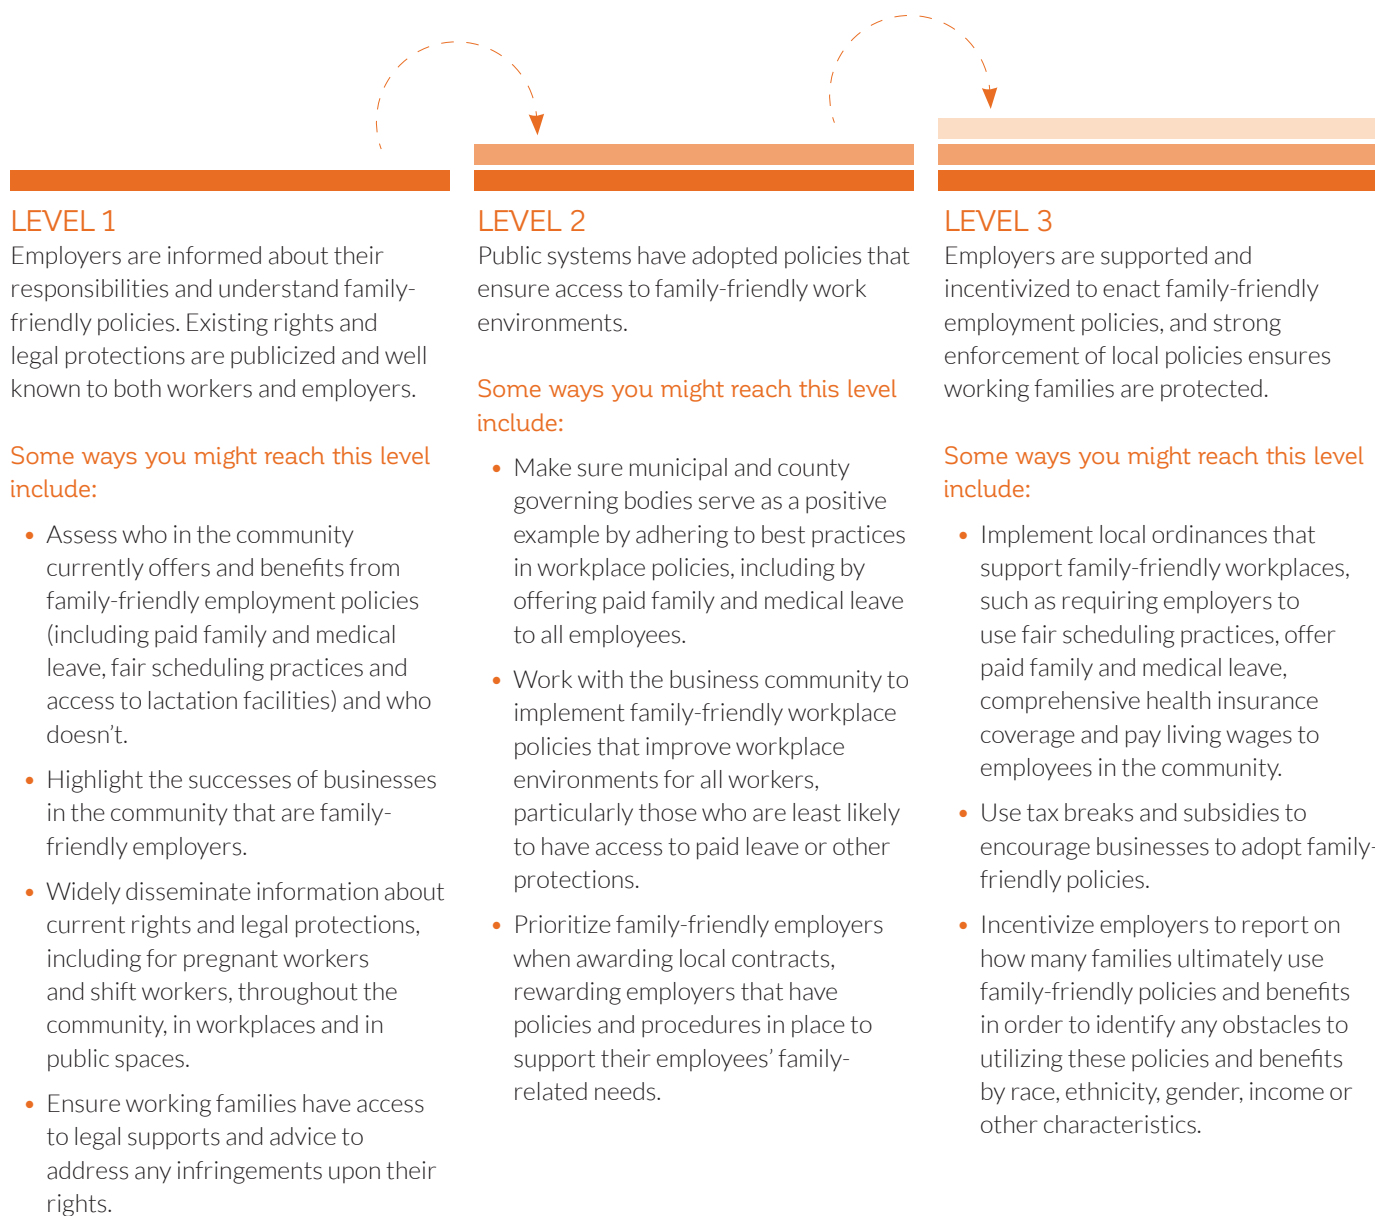 LEVEL 1
Employers are informed about their
responsibilities and understand family-
friendly policies. Existing rights and
legal protections are publicized and well
known to both workers and employers.
Some ways you might reach this level
include:
• Assess who in the community
currently offers and benefits from
family-friendly employment policies
(including paid family and medical
leave, fair scheduling practices and
access to lactation facilities) and who
doesn’t.
• Highlight the successes of businesses
in the community that are family-
friendly employers.
• Widely disseminate information about
current rights and legal protections,
including for pregnant workers
and shift workers, throughout the
community, in workplaces and in
public spaces.
• Ensure working families have access
to legal supports and advice to
address any infringements upon their
rights.
LEVEL 2
Public systems have adopted policies that
ensure access to family-friendly work
environments.
Some ways you might reach this level
include:
• Make sure municipal and county
governing bodies serve as a positive
example by adhering to best practices
in workplace policies, including by
offering paid family and medical leave
to all employees.
• Work with the business community to
implement family-friendly workplace
policies that improve workplace
environments for all workers,
particularly those who are least likely
to have access to paid leave or other
protections.
• Prioritize family-friendly employers
when awarding local contracts,
rewarding employers that have
policies and procedures in place to
support their employees’ family-
related needs.
LEVEL 3
Employers are supported and
incentivized to enact family-friendly
employment policies, and strong
enforcement of local policies ensures
working families are protected.
Some ways you might reach this level
include:
• Implement local ordinances that
support family-friendly workplaces,
such as requiring employers to
use fair scheduling practices, offer
paid family and medical leave,
comprehensive health insurance
coverage and pay living wages to
employees in the community.
• Use tax breaks and subsidies to
encourage businesses to adopt family-
friendly policies.
• Incentivize employers to report on
how many families ultimately use
family-friendly policies and benefits
in order to identify any obstacles to
utilizing these policies and benefits
by race, ethnicity, gender, income or
other characteristics.